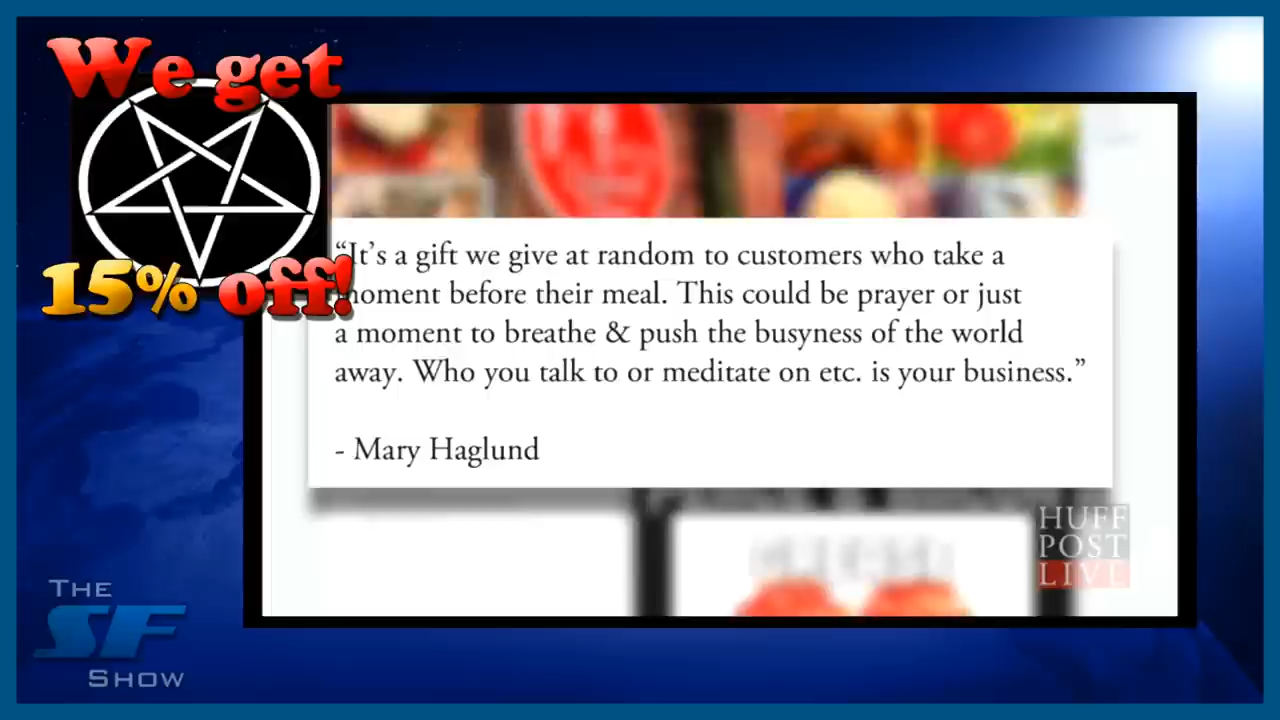 We get
15% off!
“It’s a gift we give at random to customers who take a
moment before their meal. This could be prayer or just
a moment to breathe & push the busyness of the world
away. Who you talk to or meditate on etc. is your business.”
- Mary Haglund
HUFF
POST
LIVE
THE
SF
SHOW